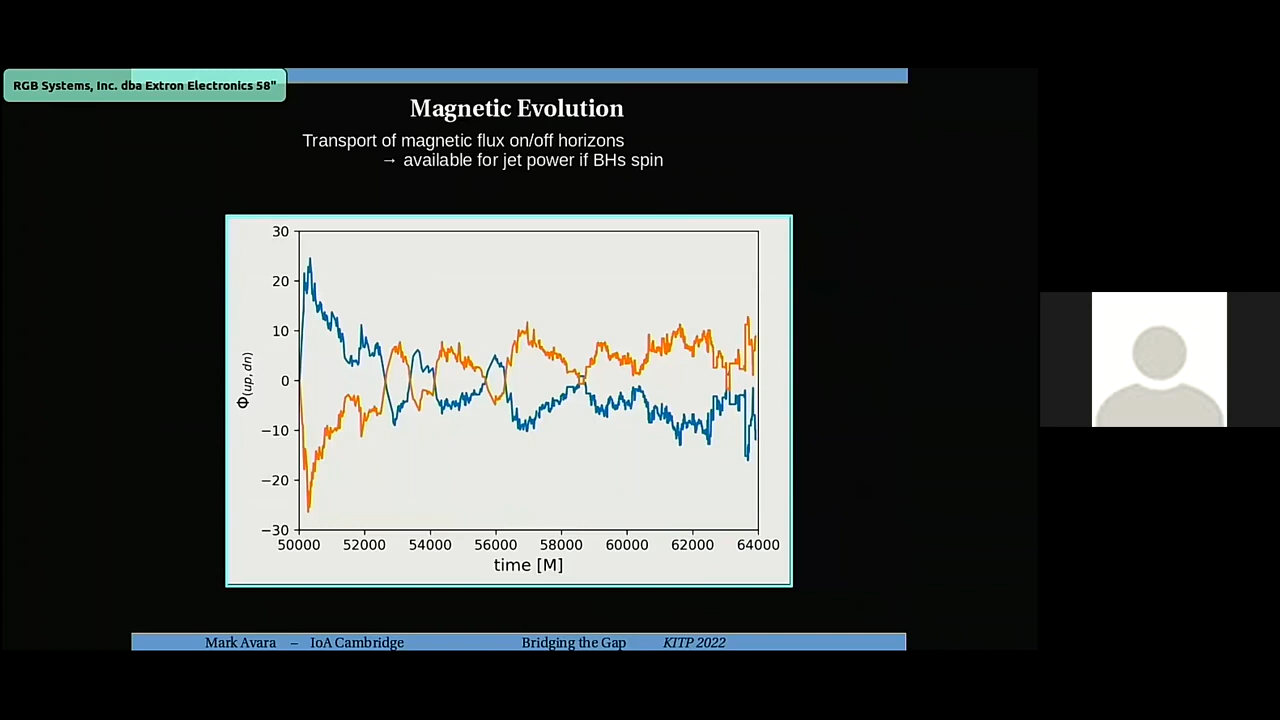 RGB Systems, Inc. dba Extron Electronics 58"
Magnetic Evolution
Transport of magnetic flux on/off horizons
→ available for jet power if BHs spin
30
20
10
0
−10
−20
−30
Φ(up, dn)
50000 52000 54000 56000 58000 60000 62000 64000
time [M]
Mark Avara – IoA Cambridge Bridging the Gap KITP 2022